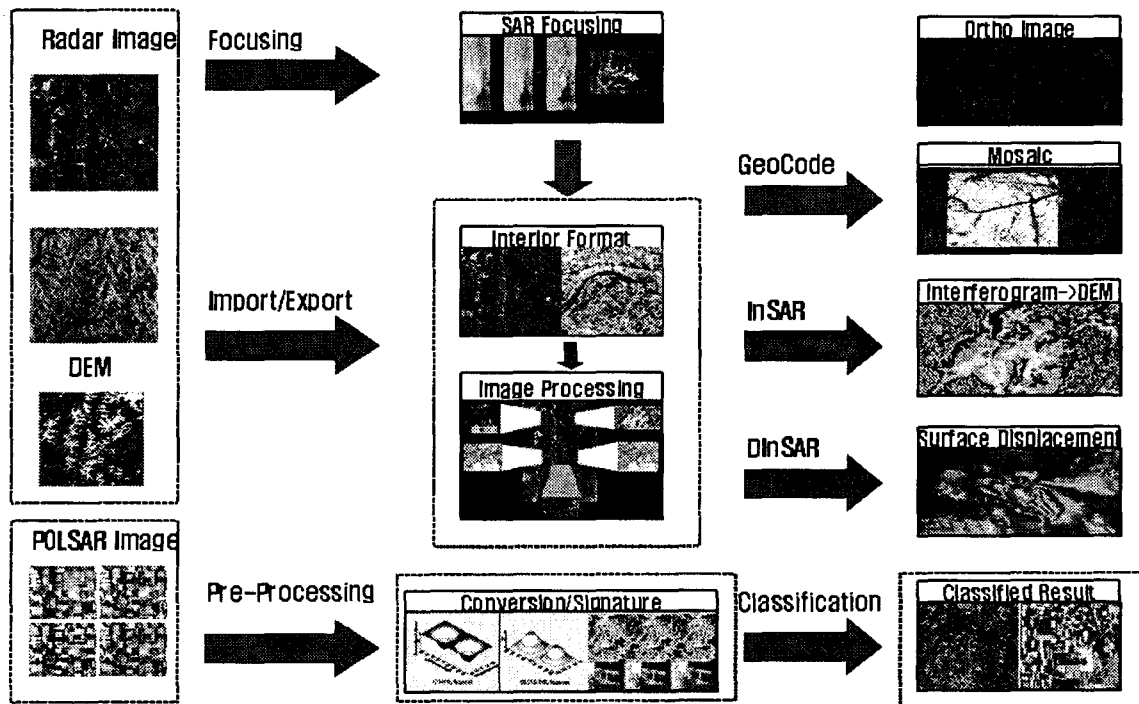 Radar Image
Focusing
SAR Focusing
Ortho Image
GeoCode
Mosaic
Interior Format
Import/Export
InSAR
Interferogram->DEM
DEM
Image Processing
DInSAR
Surface Displacement
POLSAR Image
Pre-Processing
Conversion/Signature
Classification
Classified Result